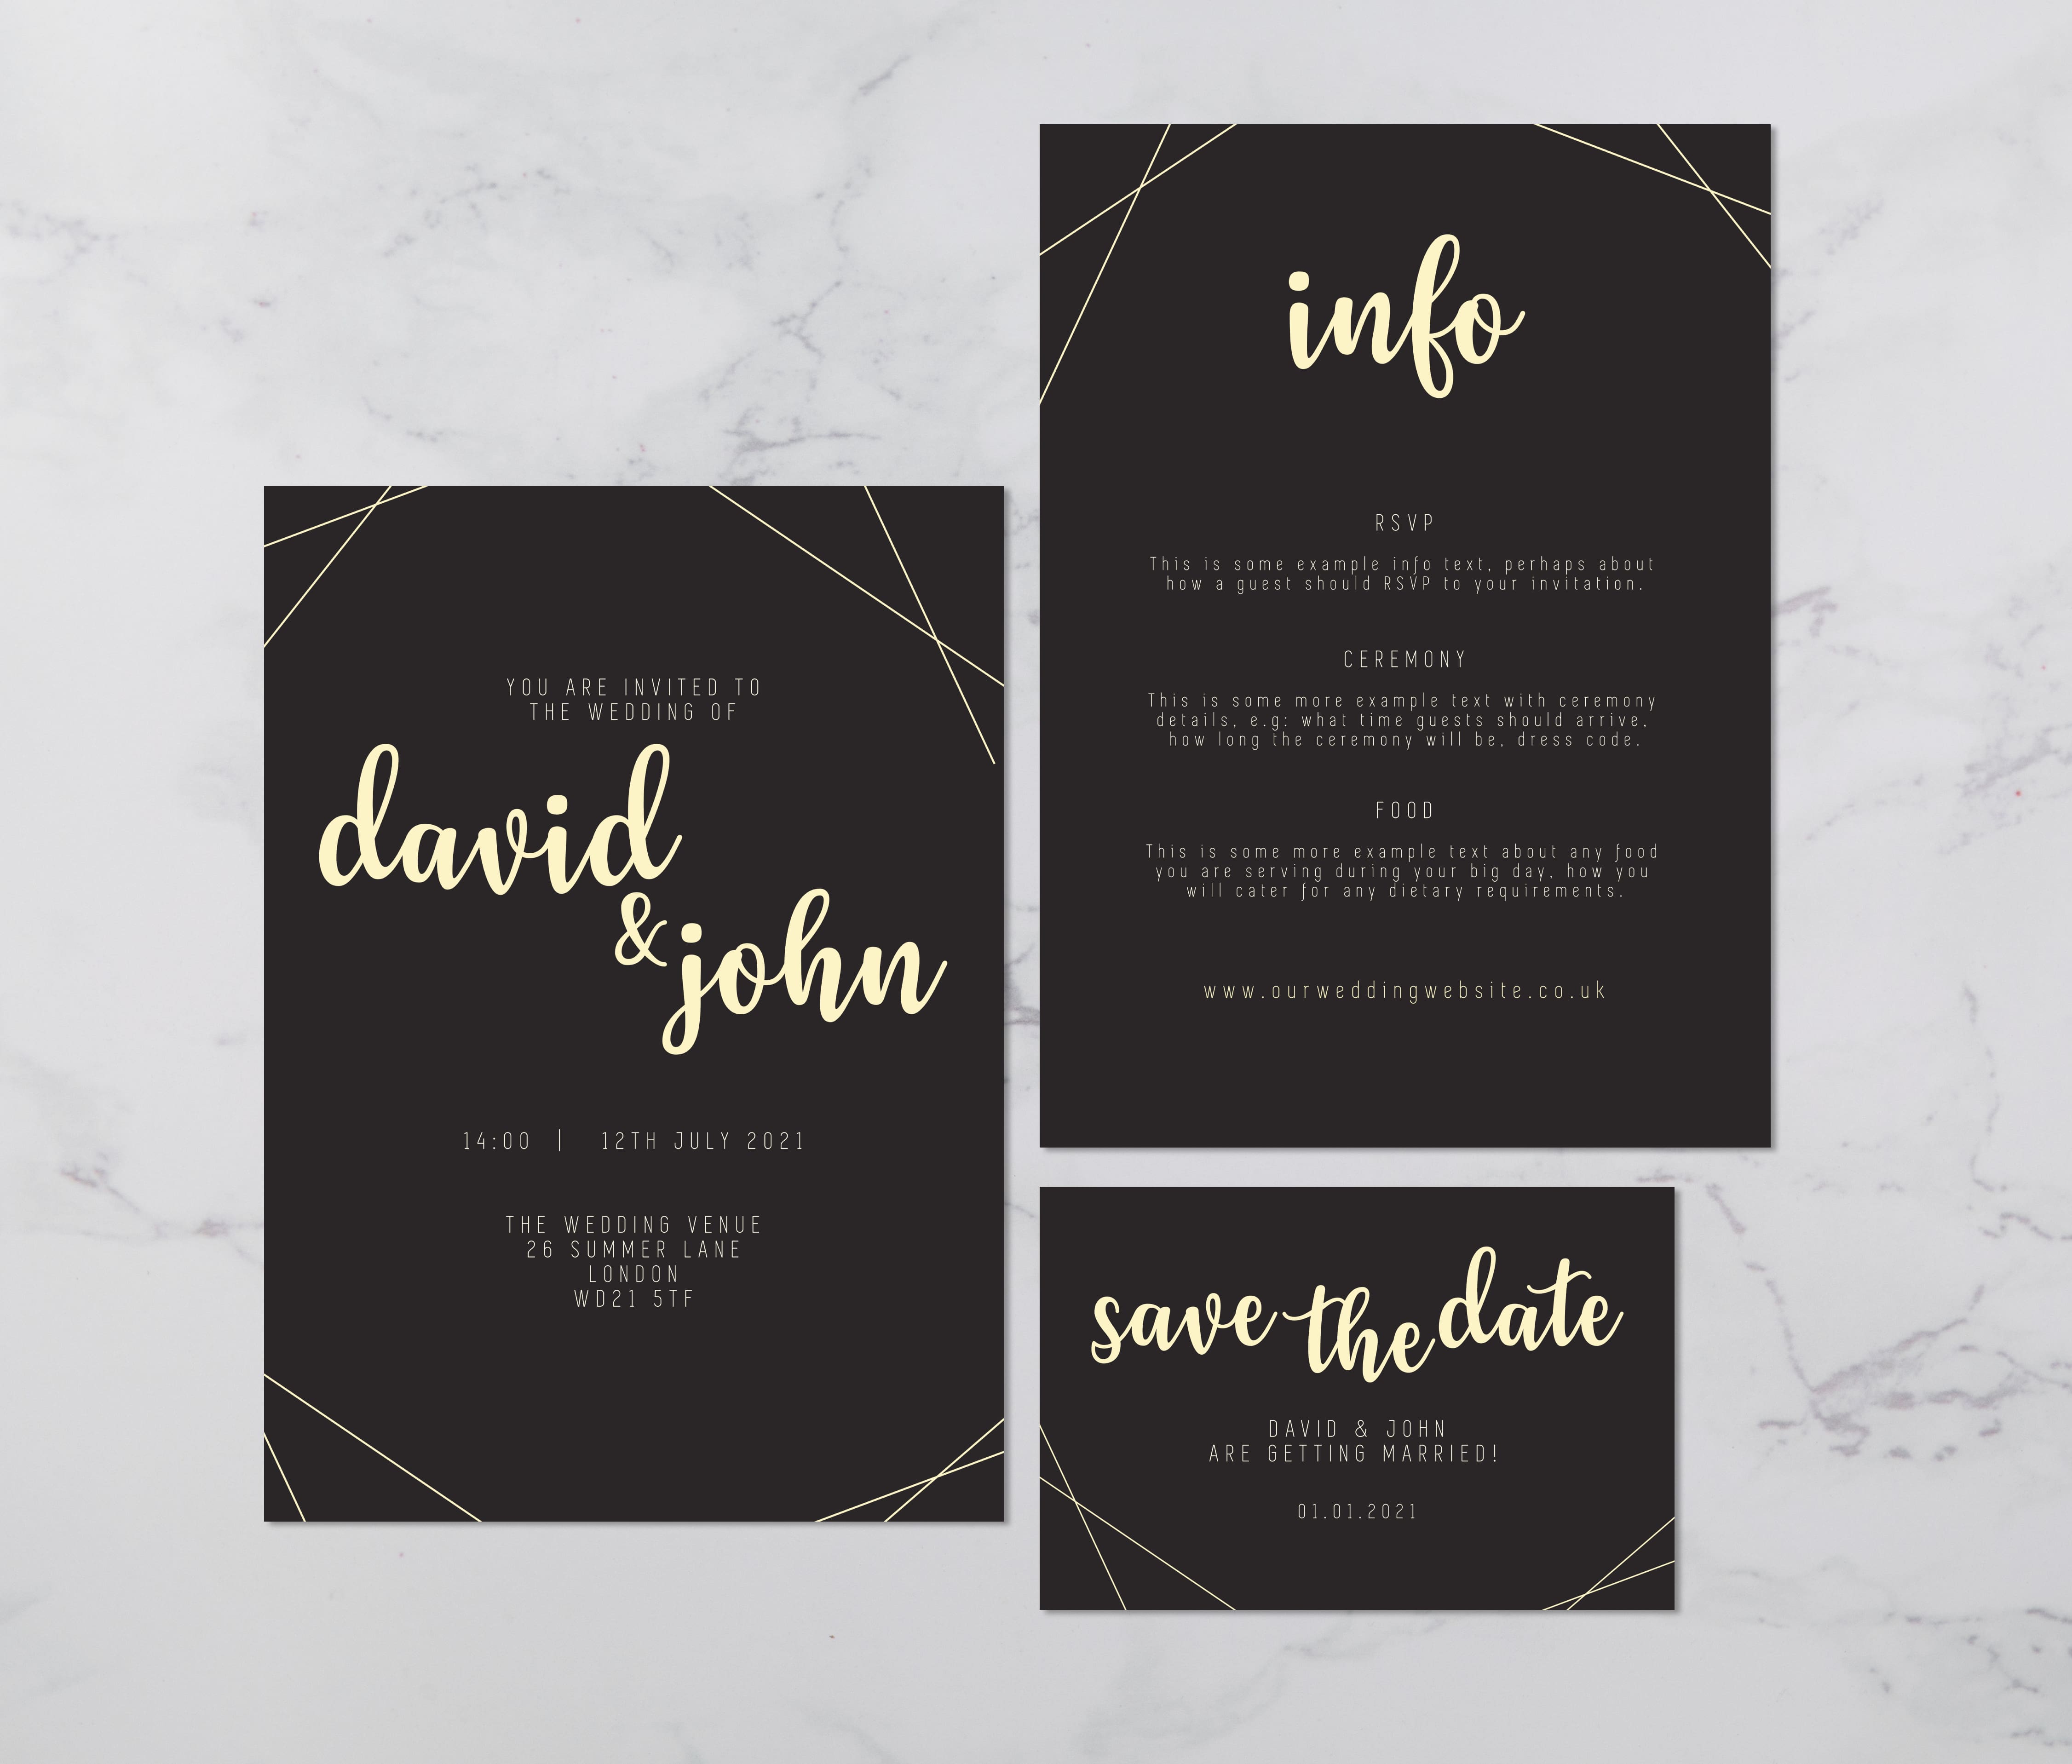 YOU ARE INVITED TO
THE WEDDING OF
david
& john
14:00 | 12TH JULY 2021
THE WEDDING VENUE
26 SUMMER LANE
LONDON
WD21 5TF
info
RSVP
This is some example info text, perhaps about
how a guest should RSVP to your invitation.
CEREMONY
This is some more example text with ceremony
details, e.g: what time guests should arrive,
how long the ceremony will be, dress code.
FOOD
This is some more example text about any food
you are serving during your big day, how you
will cater for any dietary requirements.
www.ourweddingwebsite.co.uk
save the date
DAVID & JOHN
ARE GETTING MARRIED!
01.01.2021